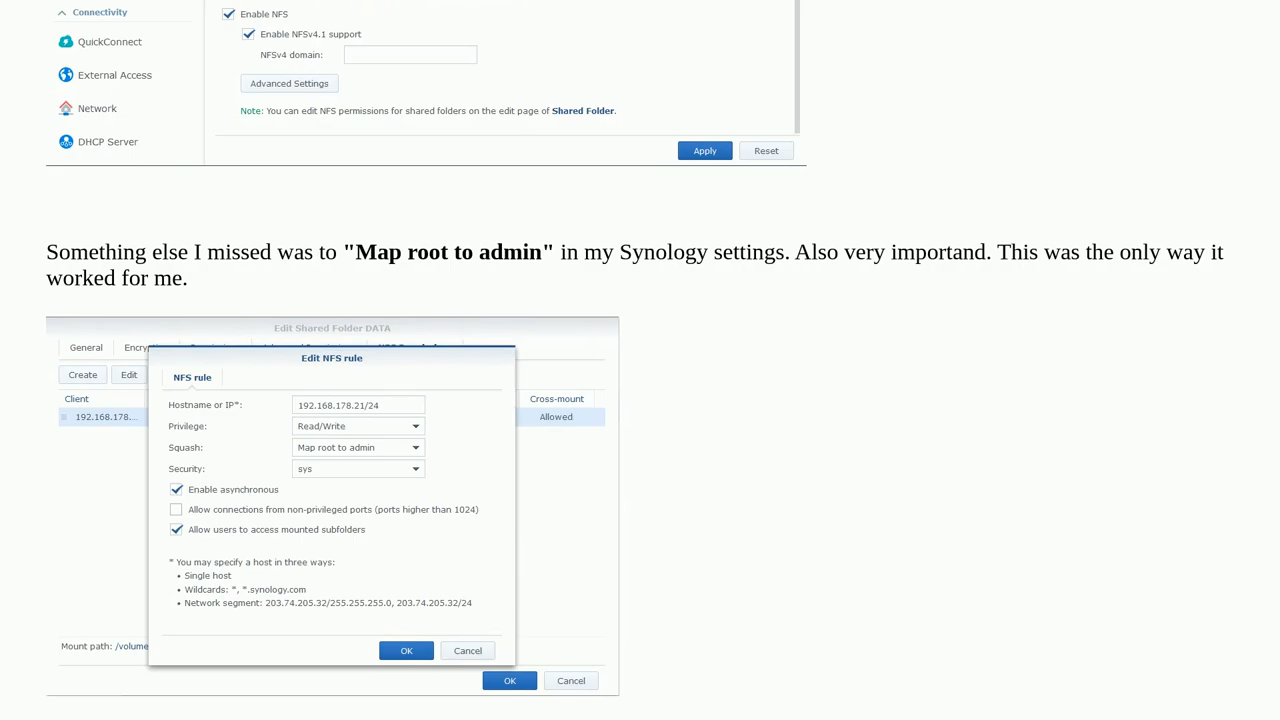 Connectivity
QuickConnect
External Access
Network
DHCP Server
Enable NFS
Enable NFSv4.1 support
NFSv4 domain:
Advanced Settings
Note: You can edit NFS permissions for shared folders on the edit page of Shared Folder.
Apply Reset
Something else I missed was to "Map root to admin" in my Synology settings. Also very importand. This was the only way it
worked for me.
Edit Shared Folder DATA
General
Create Edit
Client Cross-mount
192.168.178.... Allowed
Edit NFS rule
NFS rule
Hostname or IP*: 192.168.178.21/24
Privilege: Read/Write
Squash: Map root to admin
Security: sys
Enable asynchronous
Allow connections from non-privileged ports (ports higher than 1024)
Allow users to access mounted subfolders
* You may specify a host in three ways:
• Single host
• Wildcards: *, *.synology.com
• Network segment: 203.74.205.32/255.255.255.0, 203.74.205.32/24
OK Cancel
Mount path: /volume
OK Cancel